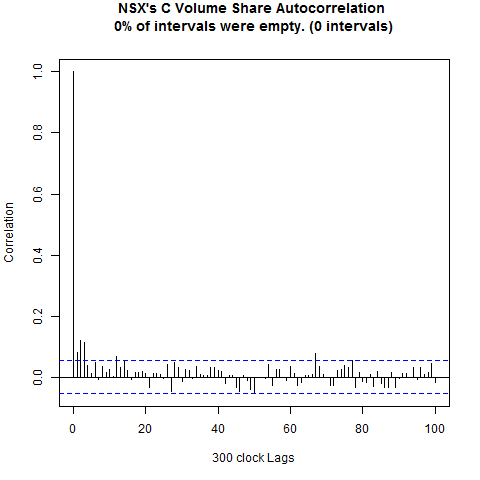 NSX's C Volume Share Autocorrelation
0% of intervals were empty. (0 intervals)
1.0
0.8
0.6
0.4
0.2
0.0
Correlation
0 20 40 60 80 100
300 clock Lags